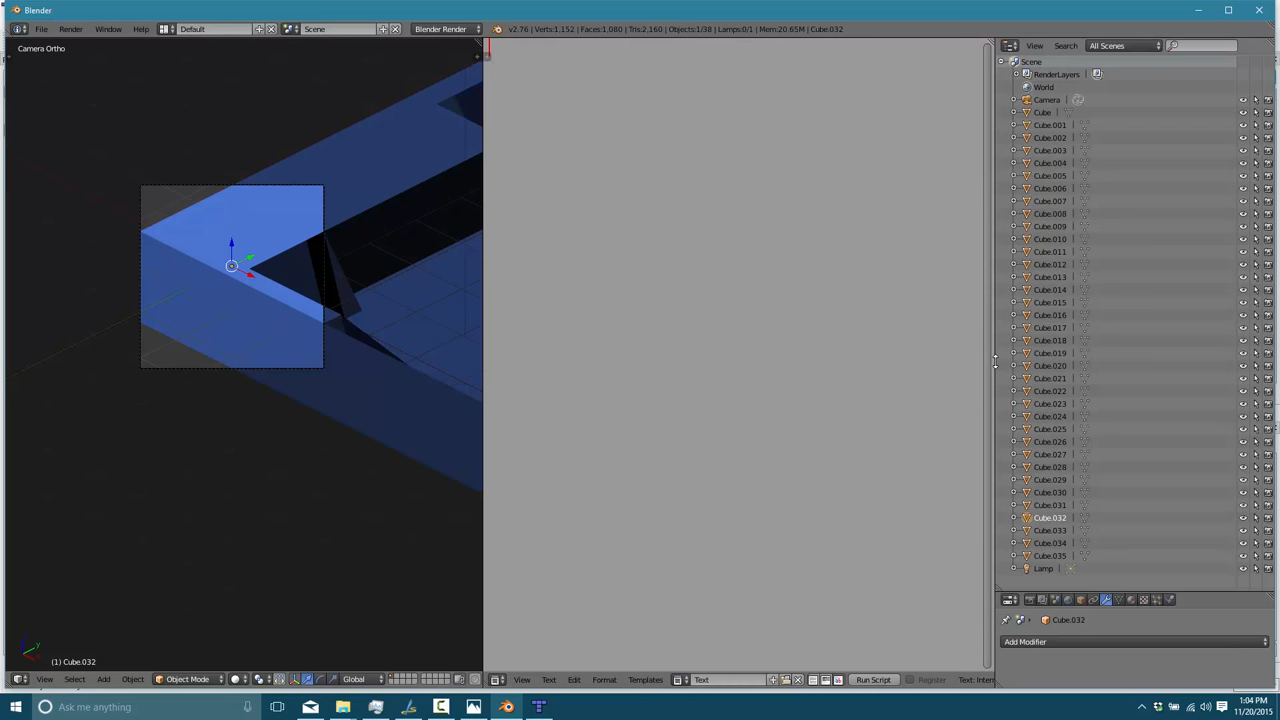 Blender
File Render Window Help Default Scene Blender Render v2.76 | Verts:1,152 | Faces:1,080 | Tris:2,160 | Objects:1/38 | Lamps:0/1 | Mem:20.65M | Cube.032
Camera Ortho
View Search All Scenes
Scene
RenderLayers
World
Camera
Cube
Cube.001
Cube.002
Cube.003
Cube.004
Cube.005
Cube.006
Cube.007
Cube.008
Cube.009
Cube.010
Cube.011
Cube.012
Cube.013
Cube.014
Cube.015
Cube.016
Cube.017
Cube.018
Cube.019
Cube.020
Cube.021
Cube.022
Cube.023
Cube.024
Cube.025
Cube.026
Cube.027
Cube.028
Cube.029
Cube.030
Cube.031
Cube.032
Cube.033
Cube.034
Cube.035
Lamp
Cube.032
Add Modifier
(1) Cube.032
View Select Add Object Object Mode Global
View Text Edit Format Templates Text Run Script Register Text: Intern
Ask me anything
1:04 PM
11/20/2015